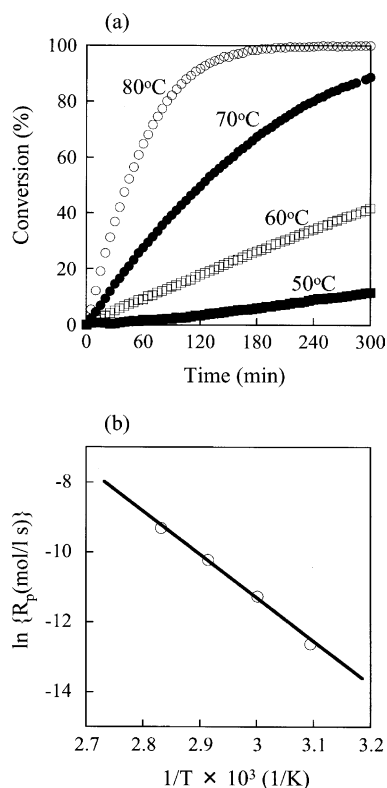 (a)
100
80
60
40
20
0
Conversion (%)
80°C
70°C
60°C
50°C
0 60 120 180 240 300
Time (min)
(b)
-8
-10
-12
-14
ln {Rp(mol/l s)}
2.7 2.8 2.9 3 3.1 3.2
1/T × 10³ (1/K)